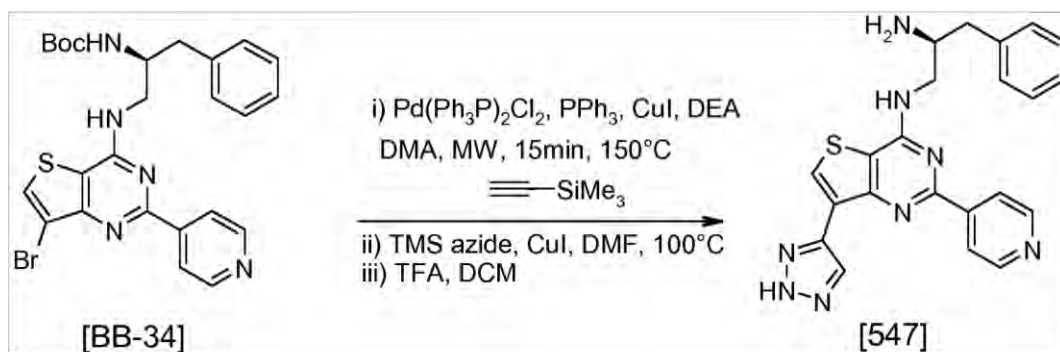 BocHN
HN
S
N
N
Br
N
[BB-34]
i) Pd(Ph3P)2Cl2, PPh3, CuI, DEA
DMA, MW, 15min, 150°C
SiMe3
ii) TMS azide, CuI, DMF, 100°C
iii) TFA, DCM
H2N
HN
S
N
N
N
N
HN
N
[547]